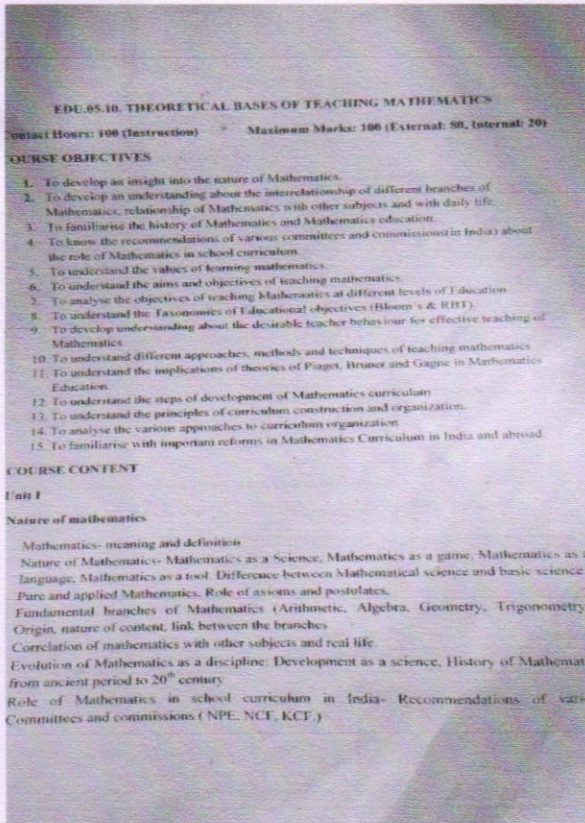 EDU.05.10. THEORETICAL BASES OF TEACHING MATHEMATICS
ontact Hours: 100 (Instruction) Maximum Marks: 100 (External: 80, Internal: 20)
OURSE OBJECTIVES
1. To develop an insight into the nature of Mathematics.
2. To develop an understanding about the interrelationship of different branches of
Mathematics, relationship of Mathematics with other subjects and with daily life.
3. To familiarise the history of Mathematics and Mathematics education.
4. To know the recommendations of various committees and commissions(in India) about
the role of Mathematics in school curriculum.
5. To understand the values of learning mathematics.
6. To understand the aims and objectives of teaching mathematics.
7. To analyse the objectives of teaching Mathematics at different levels of Education
8. To understand the Taxonomies of Educational objectives (Bloom's & RBT).
9. To develop understanding about the desirable teacher behaviour for effective teaching of
Mathematics
10. To understand different approaches, methods and techniques of teaching mathematics
11. To understand the implications of theories of Piaget, Bruner and Gagne in Mathematics
Education.
12. To understand the steps of development of Mathematics curriculum
13. To understand the principles of curriculum construction and organization.
14. To analyse the various approaches to curriculum organization
15. To familiarise with important reforms in Mathematics Curriculum in India and abroad
COURSE CONTENT
Unit I
Nature of mathematics
Mathematics- meaning and definition
Nature of Mathematics- Mathematics as a Science, Mathematics as a game, Mathematics as a
language, Mathematics as a tool. Difference between Mathematical science and basic science
Pure and applied Mathematics, Role of axioms and postulates.
Fundamental branches of Mathematics (Arithmetic, Algebra, Geometry, Trigonometry
Origin, nature of content, link between the branches
Correlation of mathematics with other subjects and real life.
Evolution of Mathematics as a discipline: Development as a science, History of Mathemat
from ancient period to 20th century
Role of Mathematics in school curriculum in India- Recommendations of vari
Committees and commissions ( NPE, NCF, KCF.)